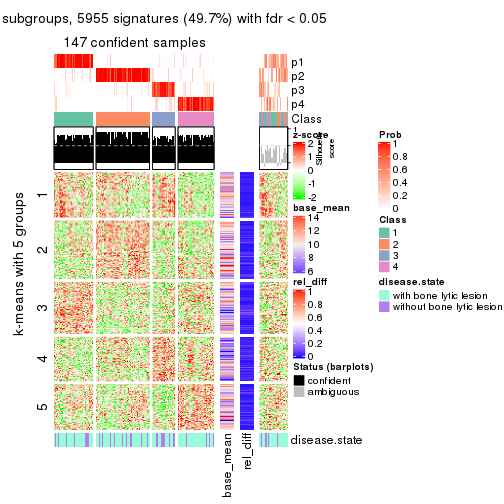 subgroups, 5955 signatures (49.7%) with fdr < 0.05
147 confident samples
p1
p2
p3
p4
Class
1
Silhouette
score
k-means with 5 groups
1
2
3
4
5
disease.state
base_mean
rel_diff
z-score
2
1
0
-1
-2
base_mean
14
12
10
8
6
rel_diff
1
0.8
0.6
0.4
0.2
0
Status (barplots)
confident
ambiguous
Prob
1
0.8
0.6
0.4
0.2
0
Class
1
2
3
4
disease.state
with bone lytic lesion
without bone lytic lesion